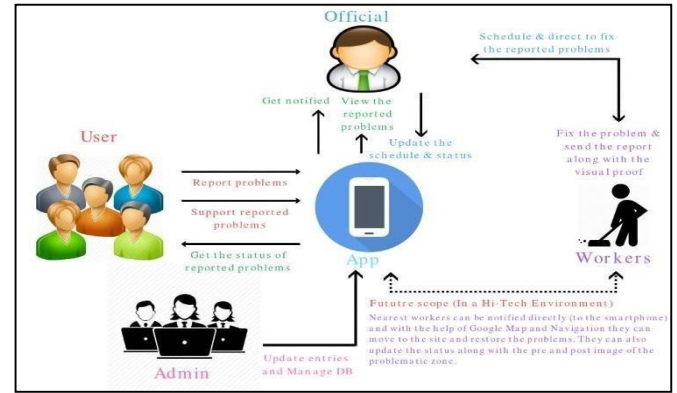 Official
Schedule & direct to fix
the reported problems
Get notified
View the
reported
problems
Update the
schedule & status
User
Report problems
Support reported
problems
Get the status of
reported problems
App
Fix the problem &
send the report
along with the
visual proof
Workers
Fututre scope (In a Hi-Tech Environment)
Nearest workers can be notified directly (to the smartphone)
and with the help of Google Map and Navigation they can
move to the site and restore the problems. They can also
update the status along with the pre and post image of the
problematic zone.
Update entries
and Manage DB
Admin